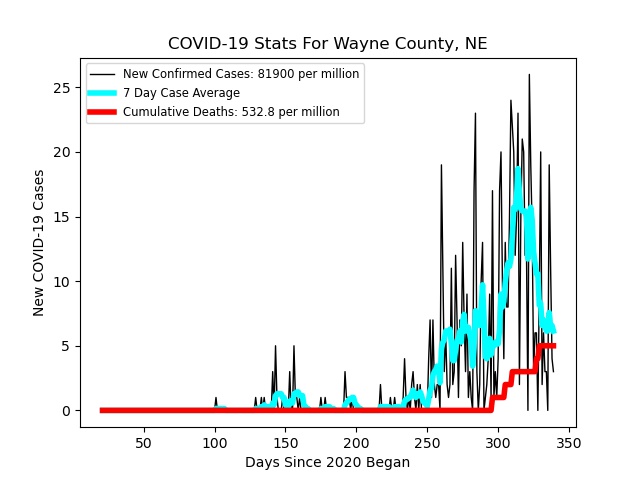 COVID-19 Stats For Wayne County, NE
New Confirmed Cases: 81900 per million
7 Day Case Average
Cumulative Deaths: 532.8 per million
New COVID-19 Cases
25
20
15
10
5
0
50
100
150
200
250
300
350
Days Since 2020 Began